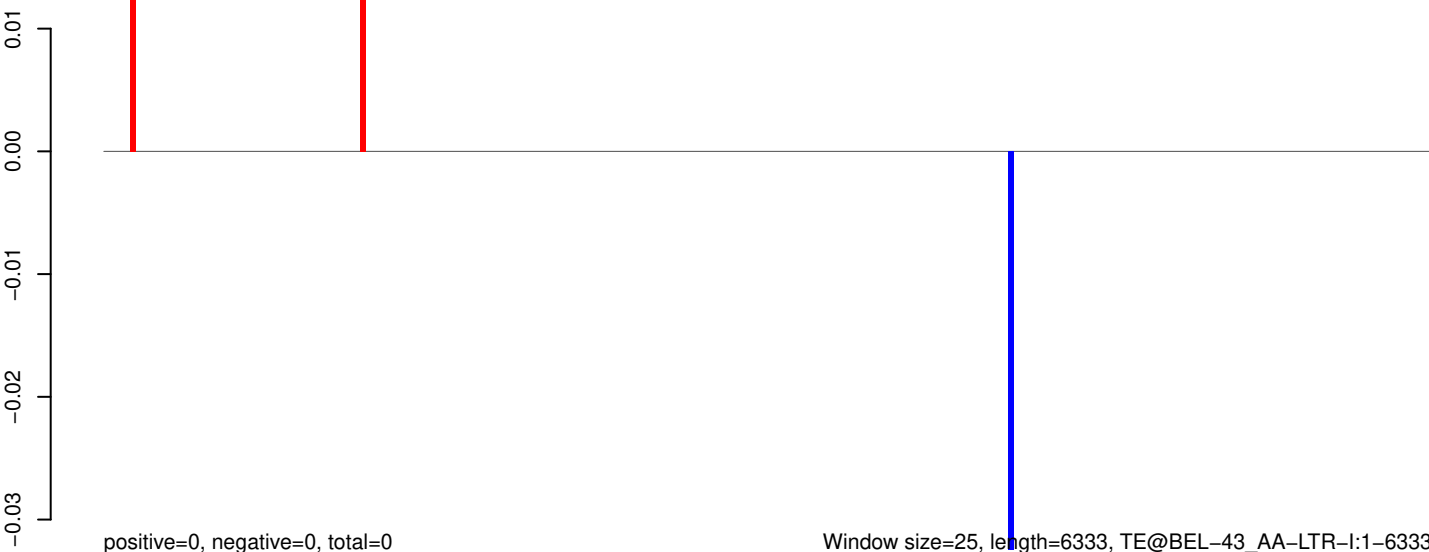 0.01
0.00
−0.01
−0.02
−0.03
positive=0, negative=0, total=0
Window size=25, length=6333, TE@BEL−43_AA−LTR−I:1−6333